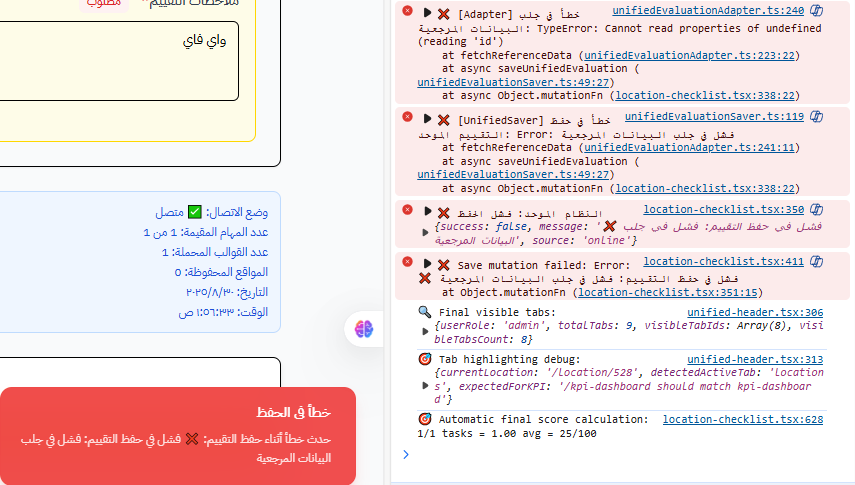 ملاحظات التقييم* مطلوب
واي فاي
وضع الاتصال: ✅ متصل
عدد المهام المقيمة: 1 من 1
عدد القوالب المحملة: 1
المواقع المحفوظة: 0
التاريخ: ٢٠٢٥/٨/٣٠
الوقت: ١:٥٦:٣٣ ص
خطأ في الحفظ
حدث خطأ أثناء حفظ التقييم: ❌ فشل في حفظ التقييم: فشل في جلب
البيانات المرجعية
❌ [Adapter] خطأ في جلب unifiedEvaluationAdapter.ts:240
البيانات المرجعية: TypeError: Cannot read properties of undefined
(reading 'id')
at fetchReferenceData (unifiedEvaluationAdapter.ts:223:22)
at async saveUnifiedEvaluation (
unifiedEvaluationSaver.ts:49:27)
at async Object.mutationFn (location-checklist.tsx:338:22)
❌ [UnifiedSaver] خطأ في حفظ unifiedEvaluationSaver.ts:119
التقييم الموحد: Error: فشل في جلب البيانات المرجعية
at fetchReferenceData (unifiedEvaluationAdapter.ts:241:11)
at async saveUnifiedEvaluation (
unifiedEvaluationSaver.ts:49:27)
at async Object.mutationFn (location-checklist.tsx:338:22)
❌ النظام الموحد: فشل الحفظ location-checklist.tsx:350
{success: false, message: '❌ فشل في حفظ التقييم: فشل في جلب
البيانات المرجعية', source: 'online'}
❌ Save mutation failed: Error: location-checklist.tsx:411
❌ فشل في حفظ التقييم: فشل في جلب البيانات المرجعية
at Object.mutationFn (location-checklist.tsx:351:15)
🔍 Final visible tabs: unified-header.tsx:306
{userRole: 'admin', totalTabs: 9, visibleTabIds: Array(8), visi
bleTabsCount: 8}
🎯 Tab highlighting debug: unified-header.tsx:313
{currentLocation: '/location/528', detectedActiveTab: 'location
s', expectedForKPI: '/kpi-dashboard should match kpi-dashboar
d'}
🎯 Automatic final score calculation: location-checklist.tsx:628
1/1 tasks = 1.00 avg = 25/100